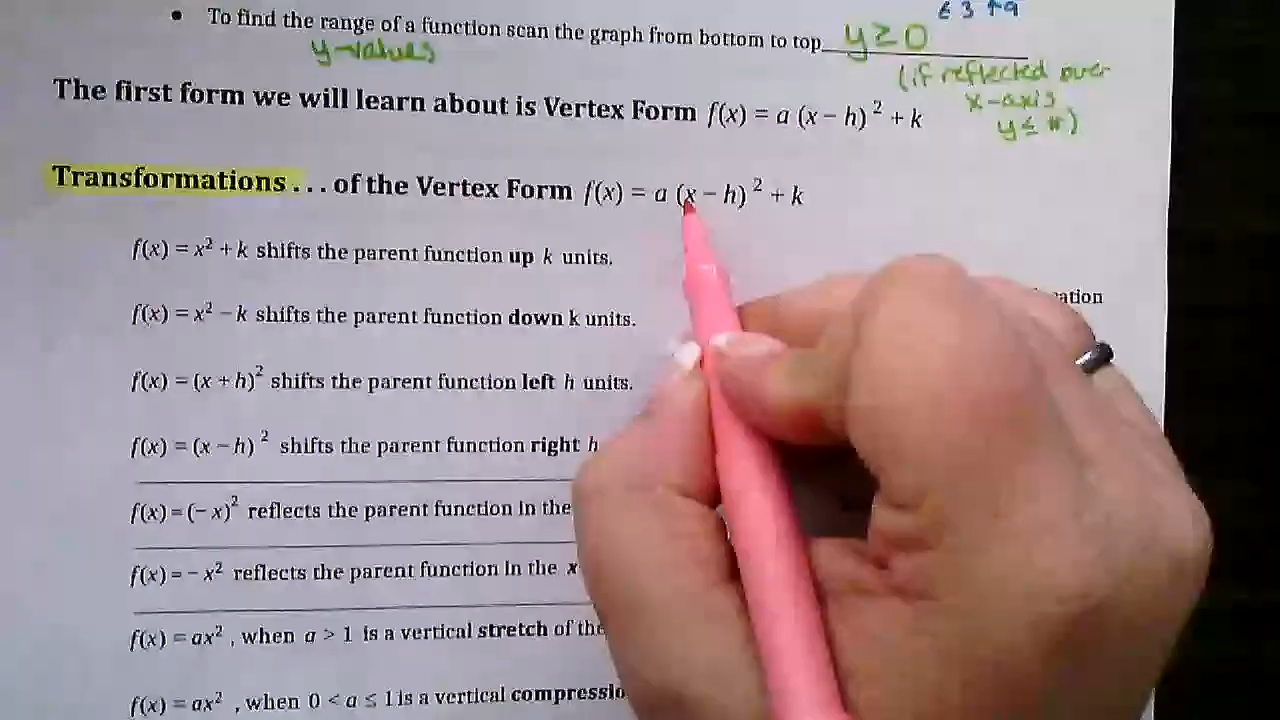 6 3 ↑ 9
• To find the range of a function scan the graph from bottom to top y ≥ 0
y-values
(if reflected over
x-axis
y ≤ #)
The first form we will learn about is Vertex Form f(x) = a (x − h)² + k
Transformations . . . of the Vertex Form f(x) = a (x − h)² + k
f(x) = x² + k shifts the parent function up k units.
f(x) = x² − k shifts the parent function down k units.
f(x) = (x + h)² shifts the parent function left h units.
f(x) = (x − h)² shifts the parent function right h
f(x) = (− x)² reflects the parent function in the
f(x) = − x² reflects the parent function in the x
f(x) = ax² , when a > 1 is a vertical stretch of the
f(x) = ax² , when 0 < a ≤ 1 is a vertical compressio